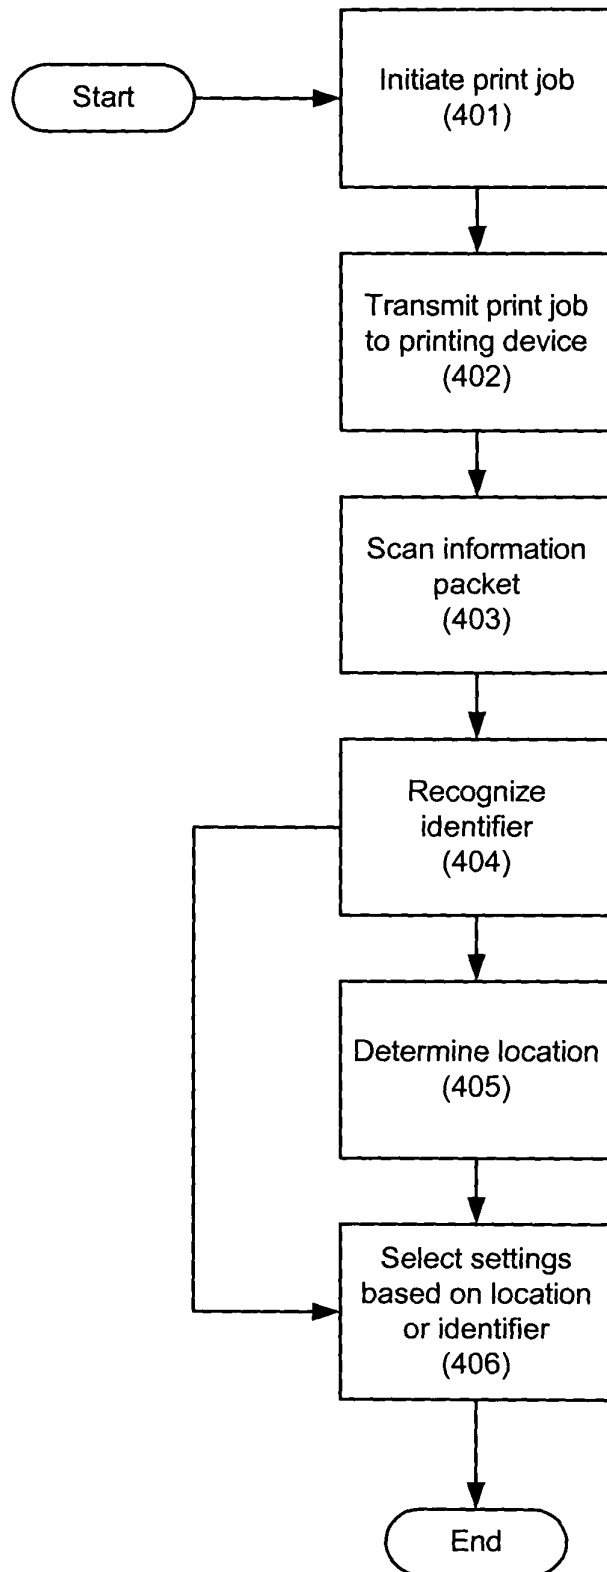 Start
Initiate print job
(401)
Transmit print job
to printing device
(402)
Scan information
packet
(403)
Recognize
identifier
(404)
Determine location
(405)
Select settings
based on location
or identifier
(406)
End